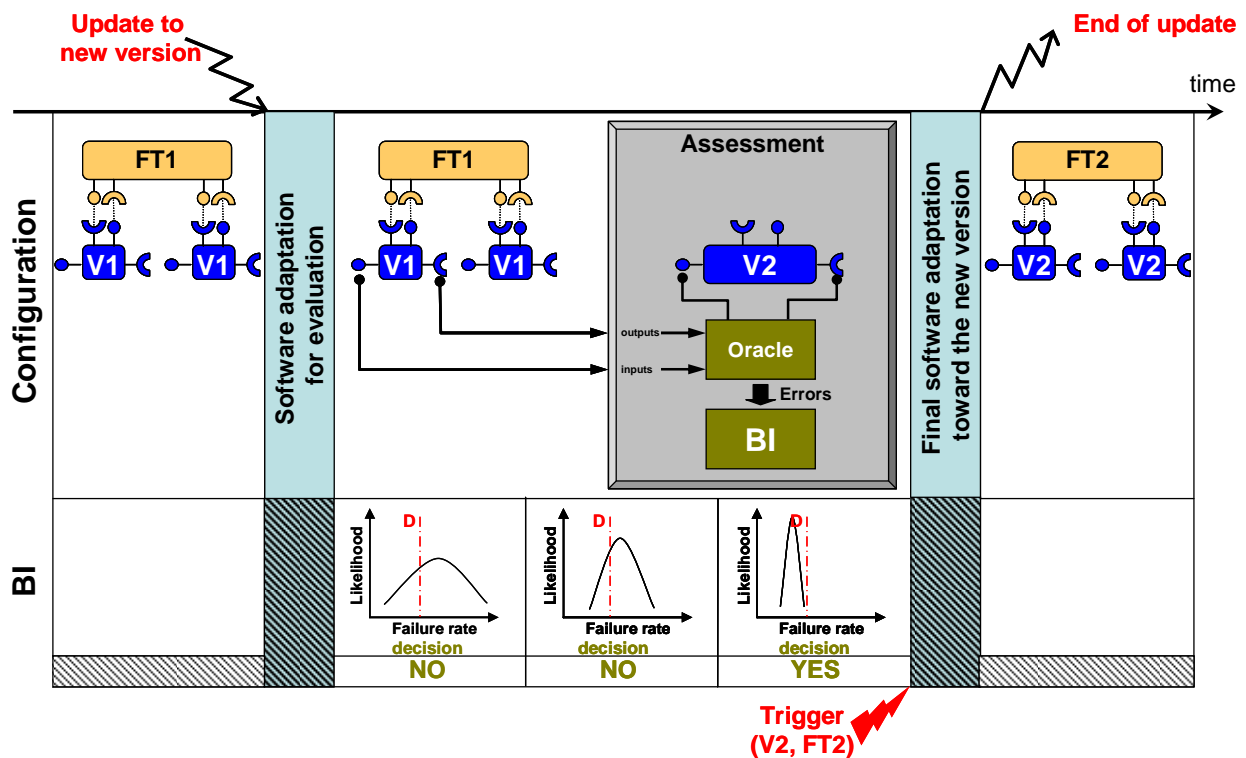 Update to
new version
End of update
time
Configuration
FT1
V1
V1
Software adaptation
for evaluation
FT1
V1
V1
Assessment
V2
outputs
inputs
Oracle
Errors
BI
Final software adaptation
toward the new version
FT2
V2
V2
BI
Likelihood
D
Failure rate
decision
NO
Likelihood
D
Failure rate
decision
NO
Likelihood
D
Failure rate
decision
YES
Trigger
(V2, FT2)